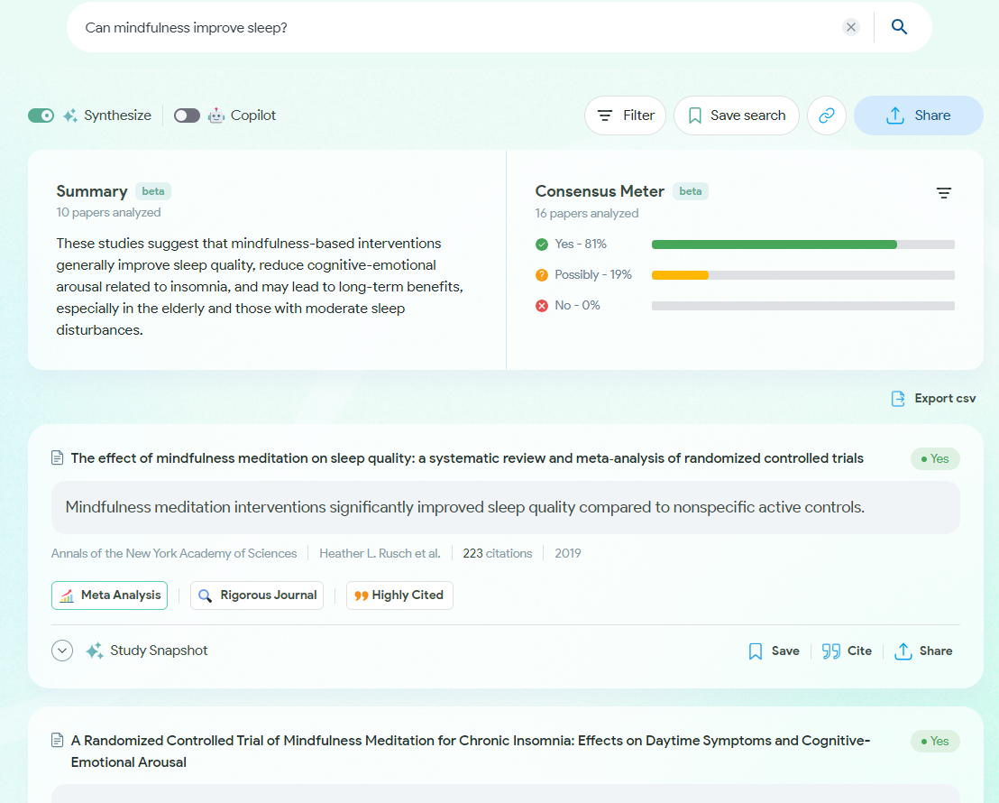 Can mindfulness improve sleep?
Synthesize
Copilot
Filter
Save search
Share
Summary beta
10 papers analyzed
These studies suggest that mindfulness-based interventions
generally improve sleep quality, reduce cognitive-emotional
arousal related to insomnia, and may lead to long-term benefits,
especially in the elderly and those with moderate sleep
disturbances.
Consensus Meter beta
16 papers analyzed
Yes - 81%
Possibly - 19%
No - 0%
Export csv
The effect of mindfulness meditation on sleep quality: a systematic review and meta-analysis of randomized controlled trials
Yes
Mindfulness meditation interventions significantly improved sleep quality compared to nonspecific active controls.
Annals of the New York Academy of Sciences
Heather L. Rusch et al.
223 citations
2019
Meta Analysis
Rigorous Journal
Highly Cited
Study Snapshot
Save
Cite
Share
A Randomized Controlled Trial of Mindfulness Meditation for Chronic Insomnia: Effects on Daytime Symptoms and Cognitive-
Emotional Arousal
Yes